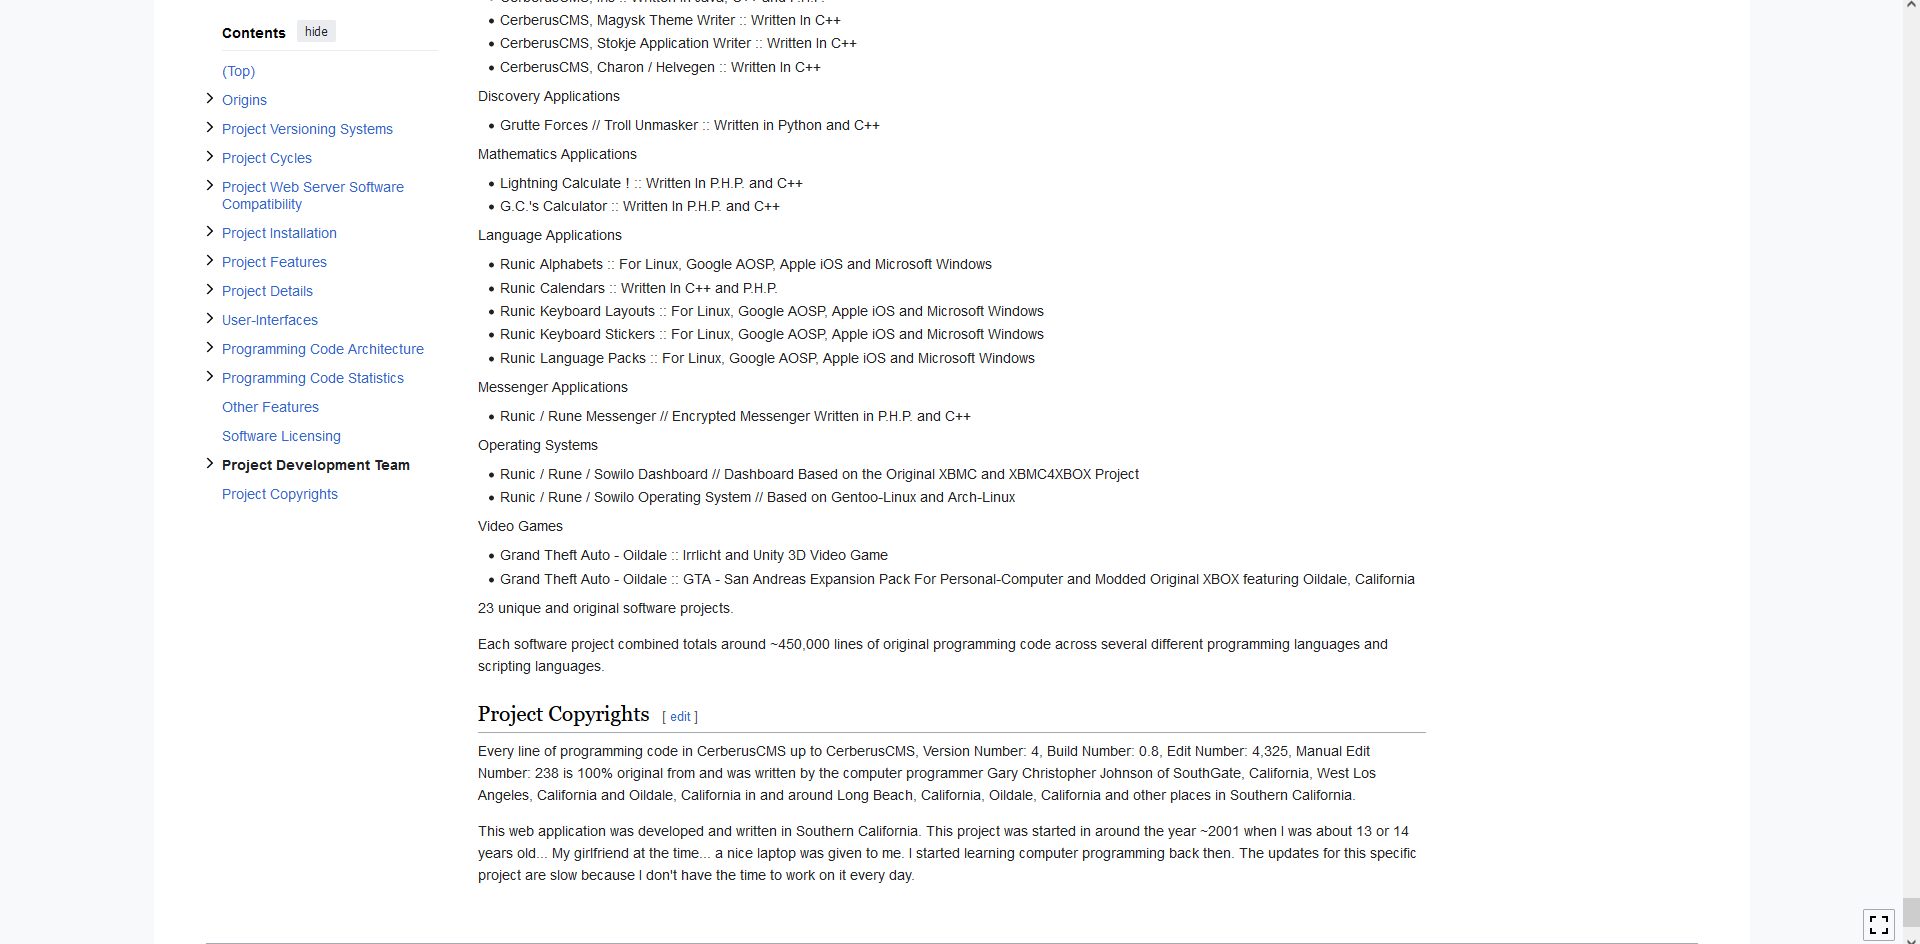 Contents hide
(Top)
Origins
Project Versioning Systems
Project Cycles
Project Web Server Software
Compatibility
Project Installation
Project Features
Project Details
User-Interfaces
Programming Code Architecture
Programming Code Statistics
Other Features
Software Licensing
Project Development Team
Project Copyrights
CerberusCMS, Magysk Theme Writer :: Written In C++
CerberusCMS, Stokje Application Writer :: Written In C++
CerberusCMS, Charon / Helvegen :: Written In C++
Discovery Applications
Grutte Forces // Troll Unmasker :: Written in Python and C++
Mathematics Applications
Lightning Calculate ! :: Written In P.H.P. and C++
G.C.'s Calculator :: Written In P.H.P. and C++
Language Applications
Runic Alphabets :: For Linux, Google AOSP, Apple iOS and Microsoft Windows
Runic Calendars :: Written In C++ and P.H.P.
Runic Keyboard Layouts :: For Linux, Google AOSP, Apple iOS and Microsoft Windows
Runic Keyboard Stickers :: For Linux, Google AOSP, Apple iOS and Microsoft Windows
Runic Language Packs :: For Linux, Google AOSP, Apple iOS and Microsoft Windows
Messenger Applications
Runic / Rune Messenger // Encrypted Messenger Written in P.H.P. and C++
Operating Systems
Runic / Rune / Sowilo Dashboard // Dashboard Based on the Original XBMC and XBMC4XBOX Project
Runic / Rune / Sowilo Operating System // Based on Gentoo-Linux and Arch-Linux
Video Games
Grand Theft Auto - Oildale :: Irrlicht and Unity 3D Video Game
Grand Theft Auto - Oildale :: GTA - San Andreas Expansion Pack For Personal-Computer and Modded Original XBOX featuring Oildale, California
23 unique and original software projects.
Each software project combined totals around ~450,000 lines of original programming code across several different programming languages and
scripting languages.
Project Copyrights [ edit ]
Every line of programming code in CerberusCMS up to CerberusCMS, Version Number: 4, Build Number: 0.8, Edit Number: 4,325, Manual Edit
Number: 238 is 100% original from and was written by the computer programmer Gary Christopher Johnson of SouthGate, California, West Los
Angeles, California and Oildale, California in and around Long Beach, California, Oildale, California and other places in Southern California.
This web application was developed and written in Southern California. This project was started in around the year ~2001 when I was about 13 or 14
years old... My girlfriend at the time... a nice laptop was given to me. I started learning computer programming back then. The updates for this specific
project are slow because I don't have the time to work on it every day.